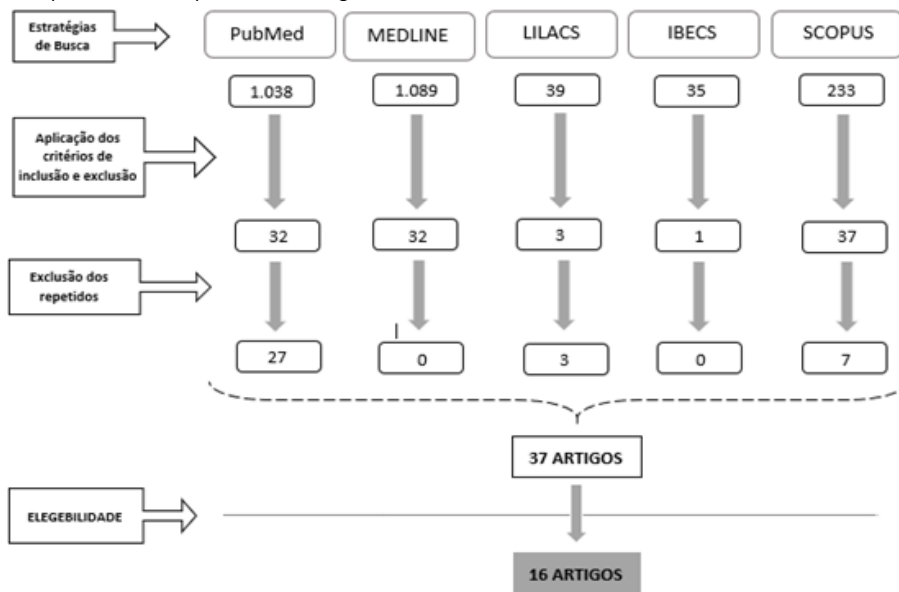 Estratégias
de Busca
PubMed
MEDLINE
LILACS
IBECS
SCOPUS
1.038
1.089
39
35
233
Aplicação dos
critérios de
inclusão e exclusão
32
32
3
1
37
Exclusão dos
repetidos
27
0
3
0
7
37 ARTIGOS
ELEGEBILIDADE
16 ARTIGOS